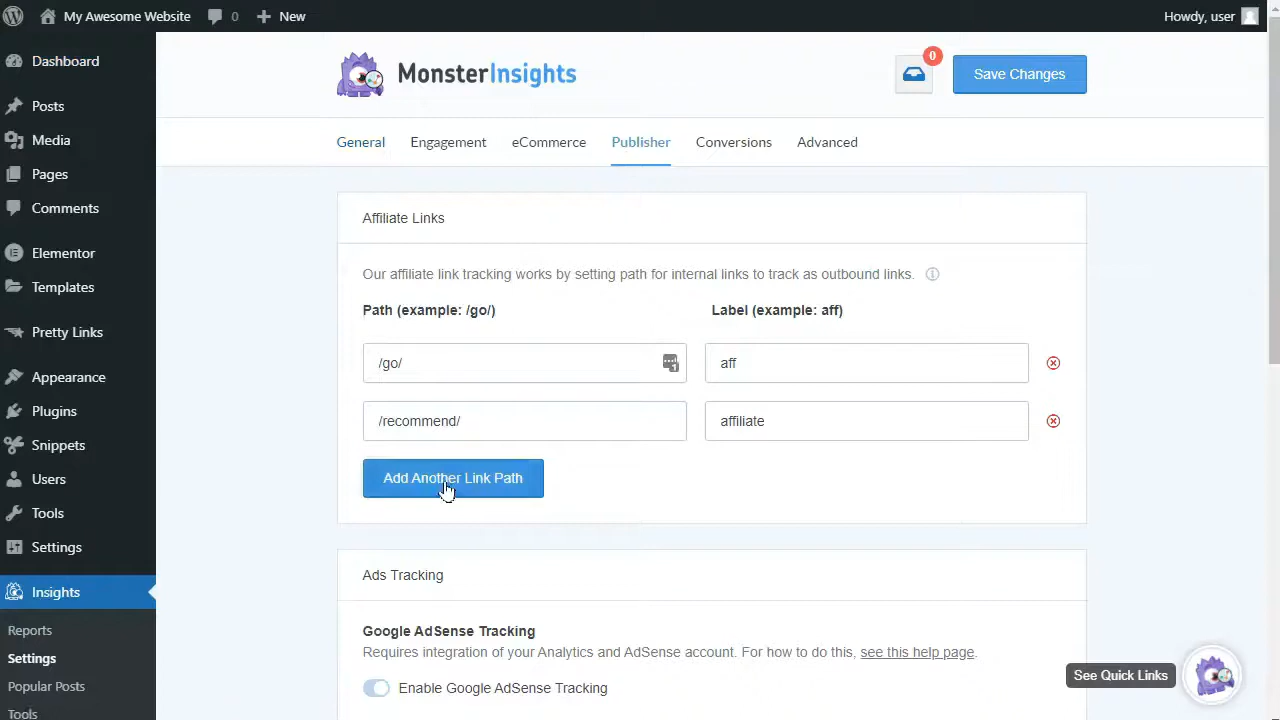 My Awesome Website
0
New
Howdy, user
Dashboard
Posts
Media
Pages
Comments
Elementor
Templates
Pretty Links
Appearance
Plugins
Snippets
Users
Tools
Settings
Insights
Reports
Settings
Popular Posts
Tools
MonsterInsights
0
Save Changes
General
Engagement
eCommerce
Publisher
Conversions
Advanced
Affiliate Links
Our affiliate link tracking works by setting path for internal links to track as outbound links.
Path (example: /go/)
Label (example: aff)
/go/
1
aff
/recommend/
affiliate
Add Another Link Path
Ads Tracking
Google AdSense Tracking
Requires integration of your Analytics and AdSense account. For how to do this, see this help page.
Enable Google AdSense Tracking
See Quick Links